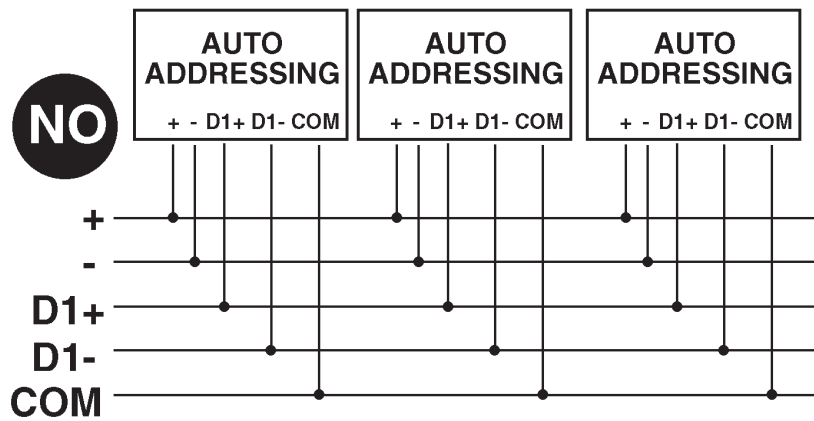 AUTO
ADDRESSING
+ - D1+ D1- COM
AUTO
ADDRESSING
+ - D1+ D1- COM
AUTO
ADDRESSING
+ - D1+ D1- COM
NO
+
-
D1+
D1-
COM